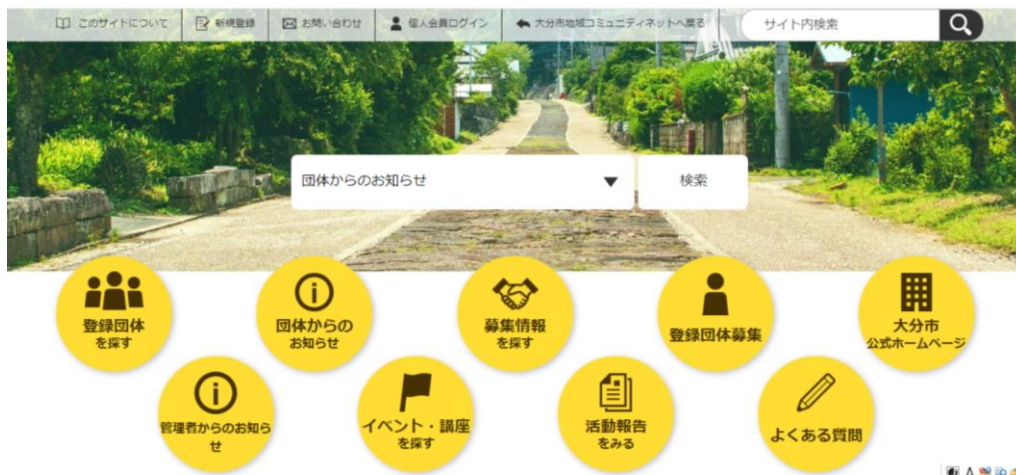 このサイトについて
新規登録
お問い合わせ
個人会員ログイン
大分市地域コミュニティネットへ戻る
サイト内検索
団体からのお知らせ
検索
登録団体
を探す
団体からの
お知らせ
募集情報
を探す
登録団体募集
大分市
公式ホームページ
管理者からのお知ら
せ
イベント・講座
を探す
活動報告
をみる
よくある質問